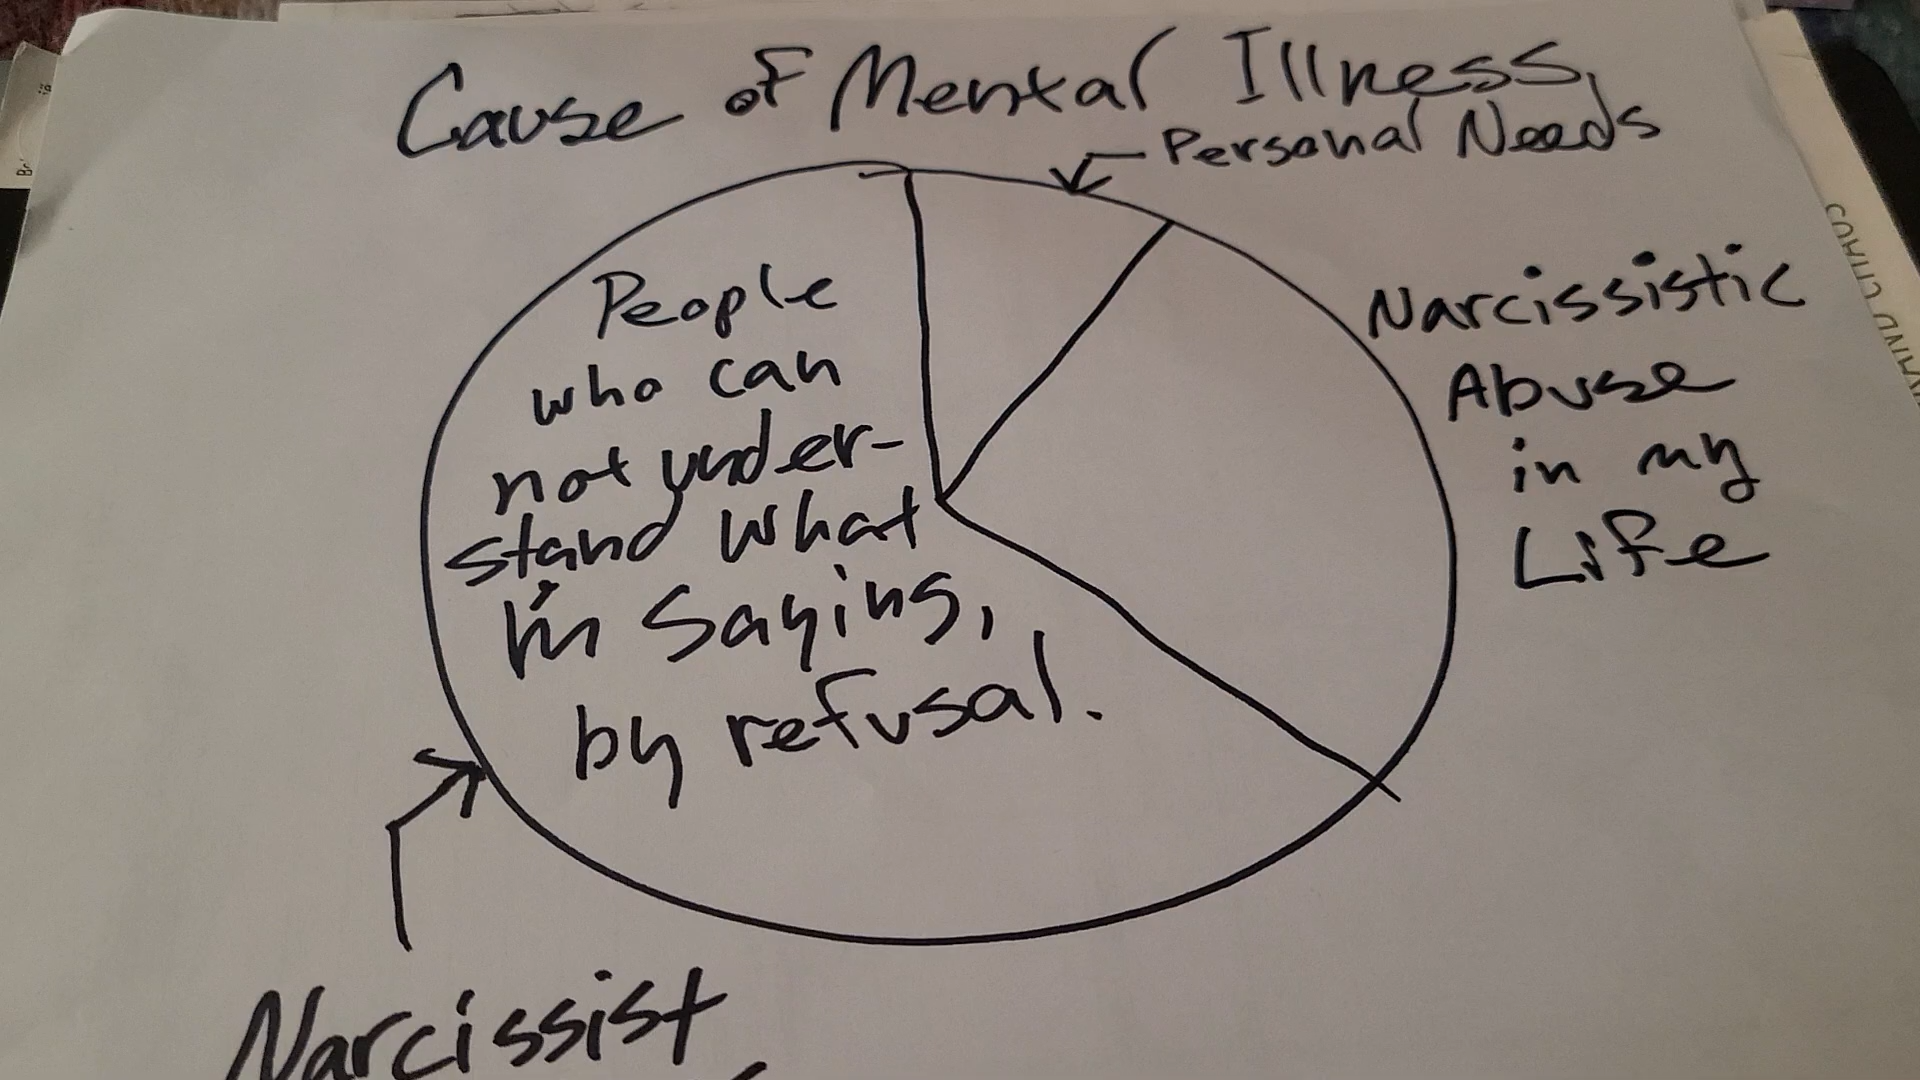 Cause of Mental Illness,
Personal Needs
People
who can
not under-
stand what
I'm saying,
by refusal.
Narcissistic
Abuse
in my
Life
Narcissist